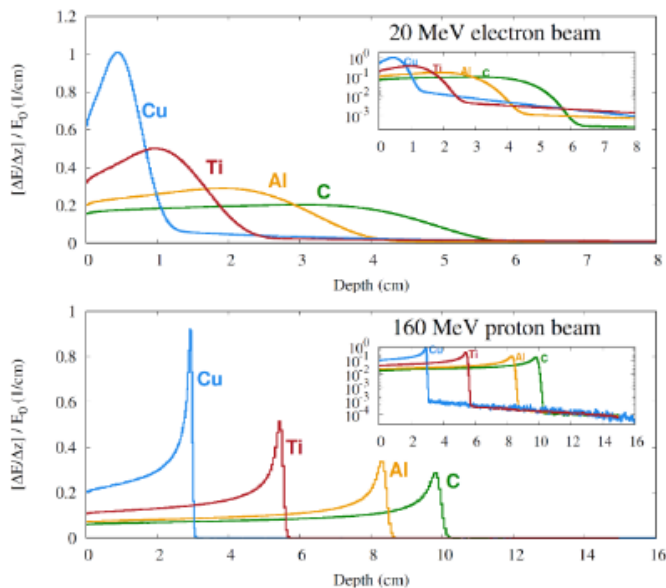 20 MeV electron beam
[ΔE/Δz] / E₀ (1/cm)
1.2
1
0.8
0.6
0.4
0.2
0
0 1 2 3 4 5 6 7 8
Depth (cm)
Cu
Ti
Al
C
10⁰
10⁻¹
10⁻²
10⁻³
Cu
Ti
Al
C
0 1 2 3 4 5 6 7 8
160 MeV proton beam
[ΔE/Δz] / E₀ (1/cm)
1
0.8
0.6
0.4
0.2
0
0 2 4 6 8 10 12 14 16
Depth (cm)
Cu
Ti
Al
C
10⁻¹
10⁻²
10⁻³
10⁻⁴
Cu
Ti
Al
C
0 2 4 6 8 10 12 14 16